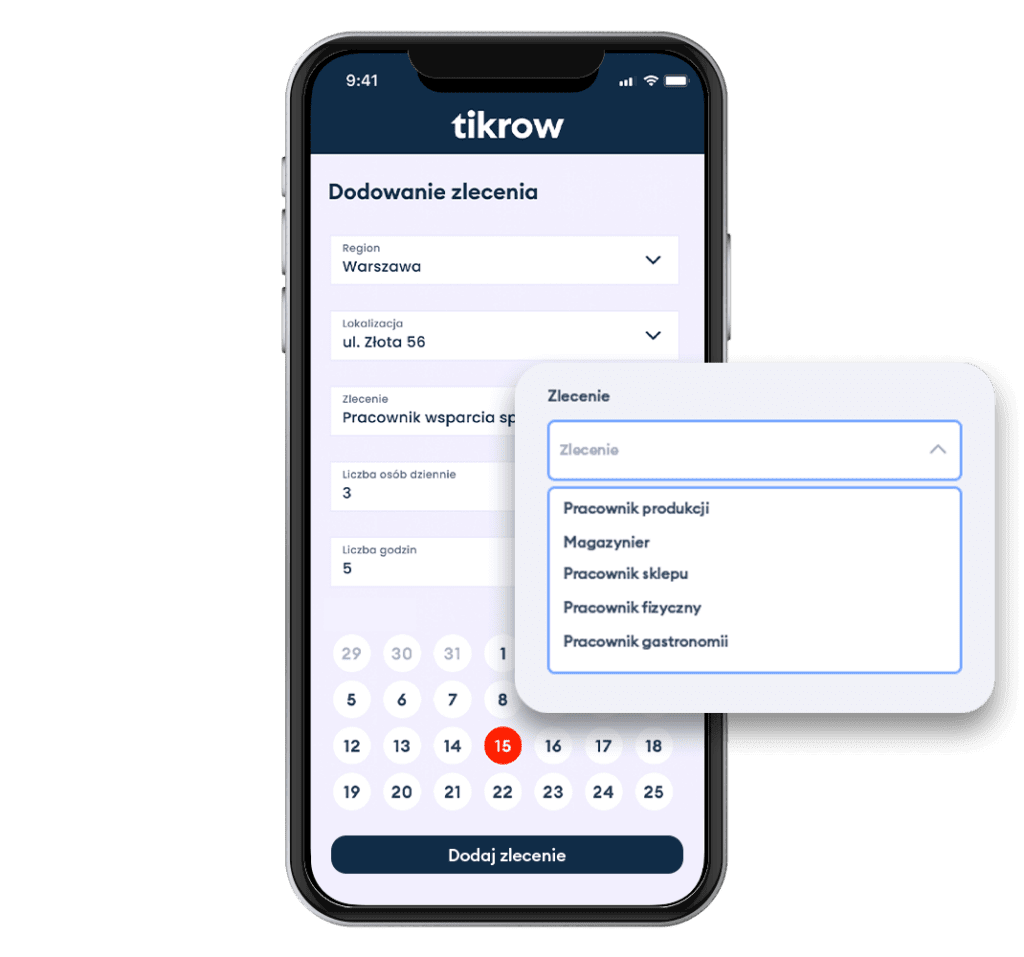 9:41
tikrow
Dodowanie zlecenia
Region
Warszawa
Lokalizacja
ul. Złota 56
Zlecenie
Pracownik wsparcia sp
Liczba osób dziennie
3
Liczba godzin
5
Zlecenie
Zlecenie
Pracownik produkcji
Magazynier
Pracownik sklepu
Pracownik fizyczny
Pracownik gastronomii
29 30 31 1
5 6 7 8
12 13 14 15 16 17 18
19 20 21 22 23 24 25
Dodaj zlecenie